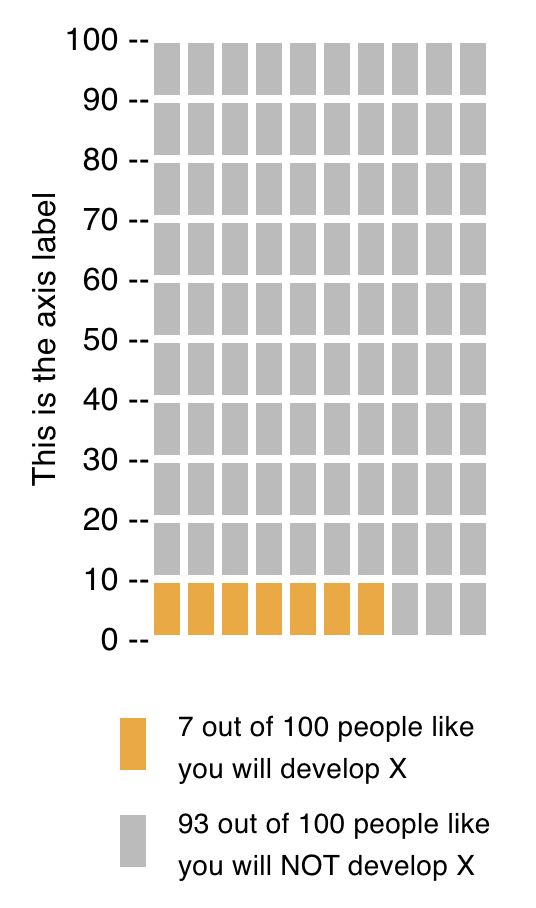 100 --
90 --
80 --
70 --
60 --
50 --
40 --
30 --
20 --
10 --
0 --
This is the axis label
7 out of 100 people like
you will develop X
93 out of 100 people like
you will NOT develop X